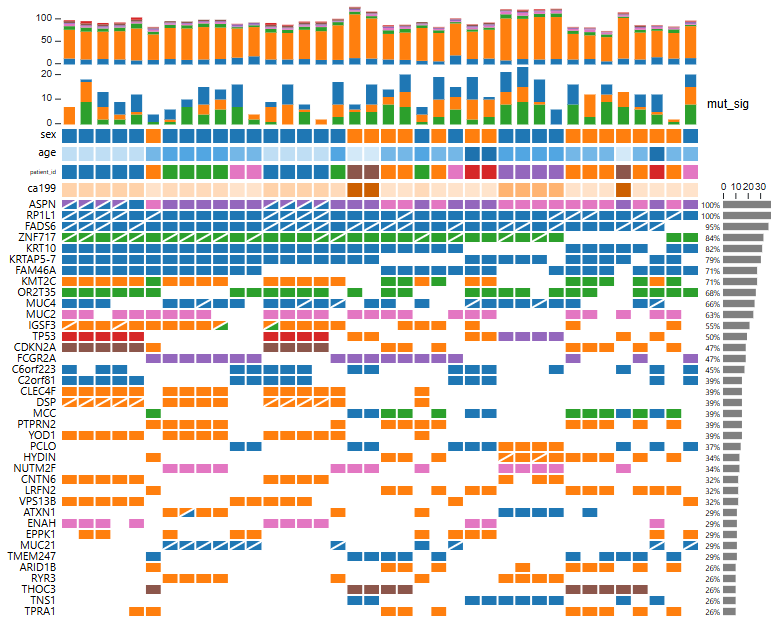 100
50
0
20
10
0
mut_sig
sex
age
patient_id
ca199
0 10 20 30
ASPN 100%
RP1L1 100%
FADS6 95%
ZNF717 84%
KRT10 82%
KRTAP5-7 79%
FAM46A 71%
KMT2C 71%
OR2T35 68%
MUC4 66%
MUC2 63%
IGSF3 55%
TP53 50%
CDKN2A 47%
FCGR2A 47%
C6orf223 45%
C2orf81 39%
CLEC4F 39%
DSP 39%
MCC 39%
PTPRN2 39%
YOD1 39%
PCLO 37%
HYDIN 34%
NUTM2F 34%
CNTN6 32%
LRFN2 32%
VPS13B 32%
ATXN1 29%
ENAH 29%
EPPK1 29%
MUC21 29%
TMEM247 29%
ARID1B 26%
RYR3 26%
THOC3 26%
TNS1 26%
TPRA1 26%